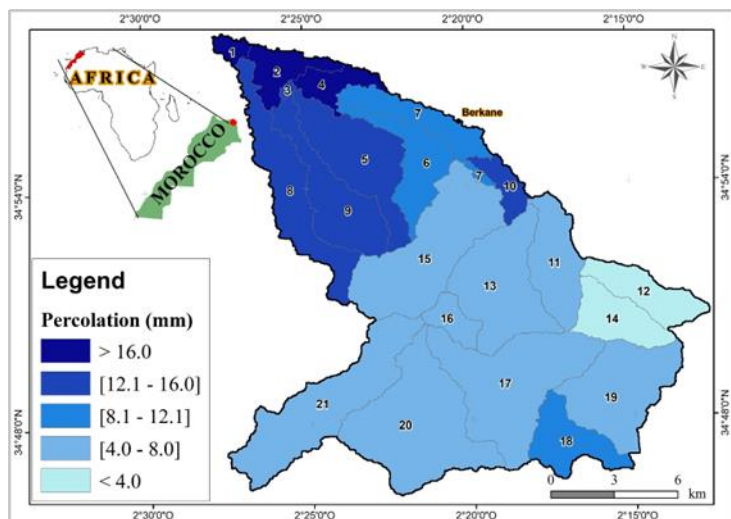 2°30'0"O 2°25'0"O 2°20'0"O 2°15'0"O
AFRICA
MOROCCO
34°54'0"N
34°48'0"N
34°54'0"N
34°48'0"N
Berkane
1
2
3
4
7
5
6
7
10
8
9
15
11
13
12
14
16
17
19
21
20
18
Legend
Percolation (mm)
> 16.0
[12.1 - 16.0]
[8.1 - 12.1]
[4.0 - 8.0]
< 4.0
0 3 6
km
2°30'0"O 2°25'0"O 2°20'0"O 2°15'0"O